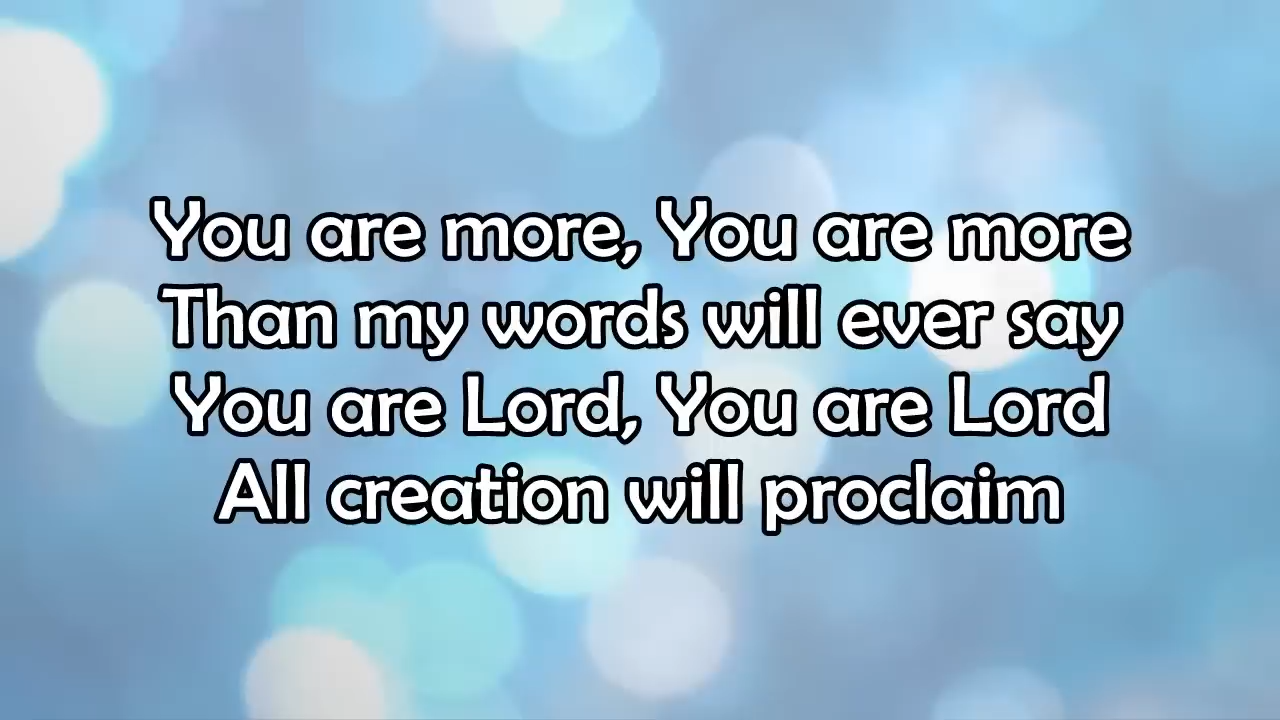 You are more, You are more
Than my words will ever say
You are Lord, You are Lord
All creation will proclaim